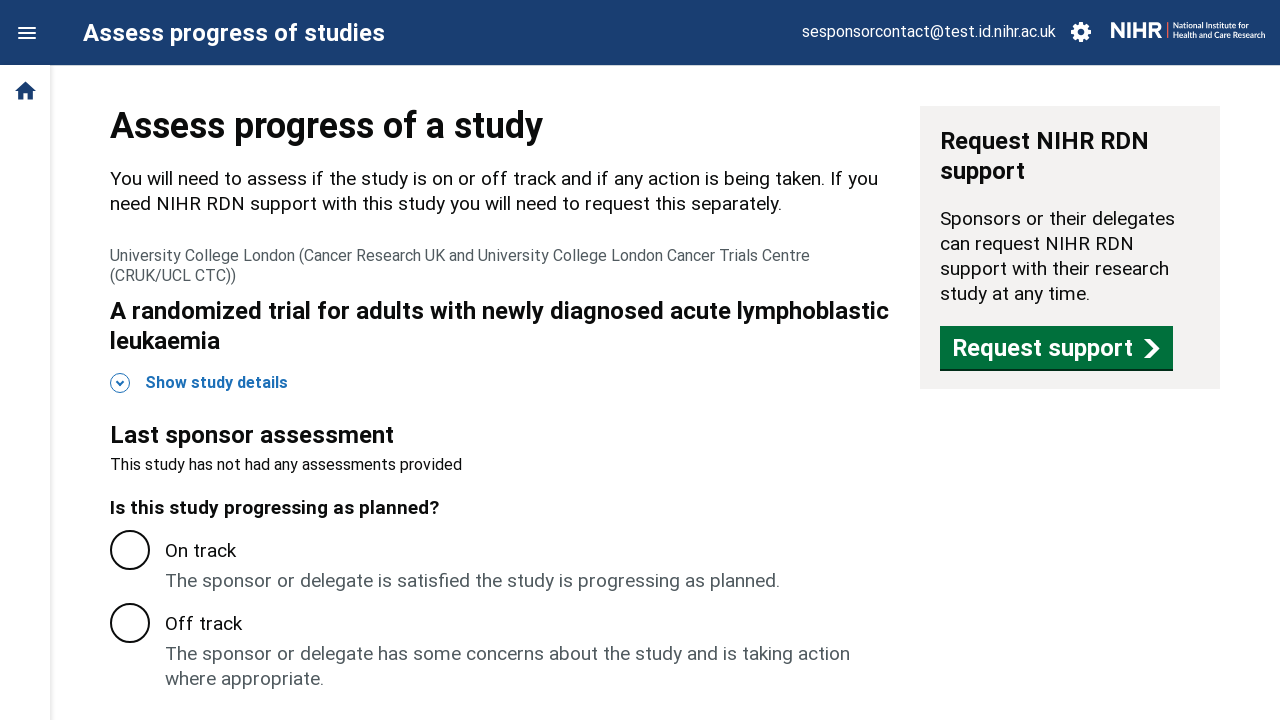 Assess progress of studies
sesponsorcontact@test.id.nihr.ac.uk
NIHR | National Institute for
Health and Care Research
Assess progress of a study
You will need to assess if the study is on or off track and if any action is being taken. If you
need NIHR RDN support with this study you will need to request this separately.
University College London (Cancer Research UK and University College London Cancer Trials Centre
(CRUK/UCL CTC))
A randomized trial for adults with newly diagnosed acute lymphoblastic
leukaemia
Show study details
Last sponsor assessment
This study has not had any assessments provided
Is this study progressing as planned?
On track
The sponsor or delegate is satisfied the study is progressing as planned.
Off track
The sponsor or delegate has some concerns about the study and is taking action
where appropriate.
Request NIHR RDN
support
Sponsors or their delegates
can request NIHR RDN
support with their research
study at any time.
Request support